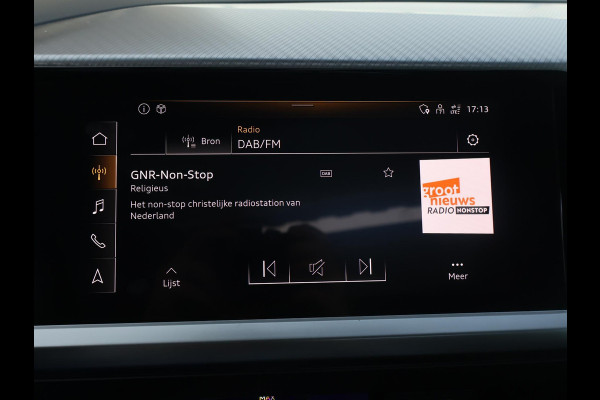 17:13
Bron
Radio
DAB/FM
GNR-Non-Stop
DAB
Religieus
Het non-stop christelijke radiostation van
Nederland
groot
nieuws
RADIO NONSTOP
Lijst
Meer